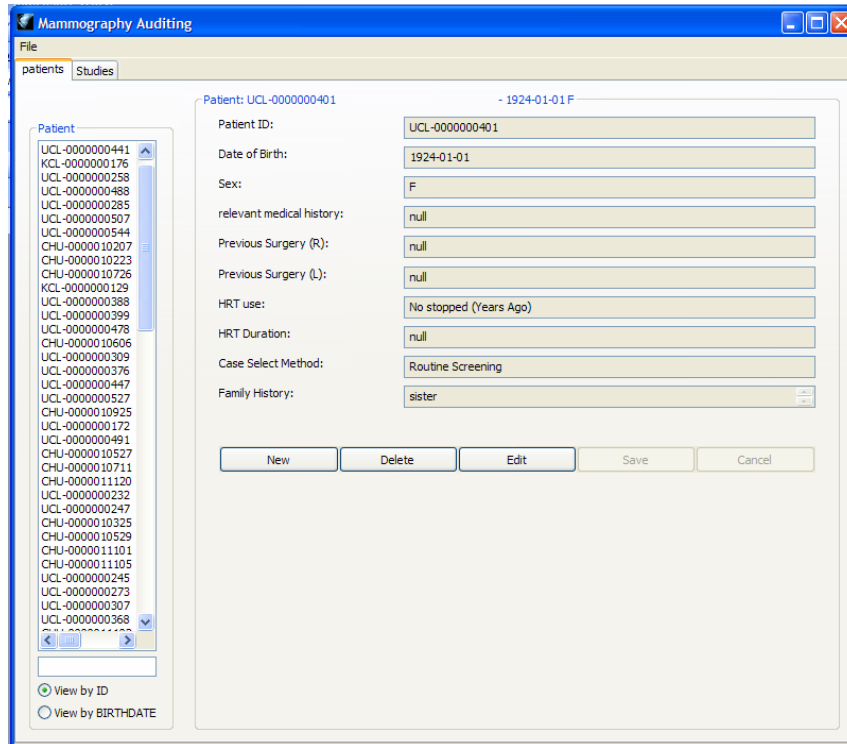 Mammography Auditing
File
patients Studies
Patient
UCL-0000000441
KCL-0000000176
UCL-0000000258
UCL-0000000488
UCL-0000000285
UCL-0000000507
UCL-0000000544
CHU-0000010207
CHU-0000010223
CHU-0000010726
KCL-0000000129
UCL-0000000388
UCL-0000000399
UCL-0000000478
CHU-0000010606
UCL-0000000309
UCL-0000000376
UCL-0000000447
UCL-0000000527
CHU-0000010925
UCL-0000000172
UCL-0000000491
CHU-0000010527
CHU-0000010711
CHU-0000011120
UCL-0000000232
UCL-0000000247
CHU-0000010325
CHU-0000010529
CHU-0000011101
CHU-0000011105
UCL-0000000245
UCL-0000000273
UCL-0000000307
UCL-0000000368
View by ID
View by BIRTHDATE
Patient: UCL-0000000401 - 1924-01-01 F
Patient ID: UCL-0000000401
Date of Birth: 1924-01-01
Sex: F
relevant medical history: null
Previous Surgery (R): null
Previous Surgery (L): null
HRT use: No stopped (Years Ago)
HRT Duration: null
Case Select Method: Routine Screening
Family History: sister
New Delete Edit Save Cancel